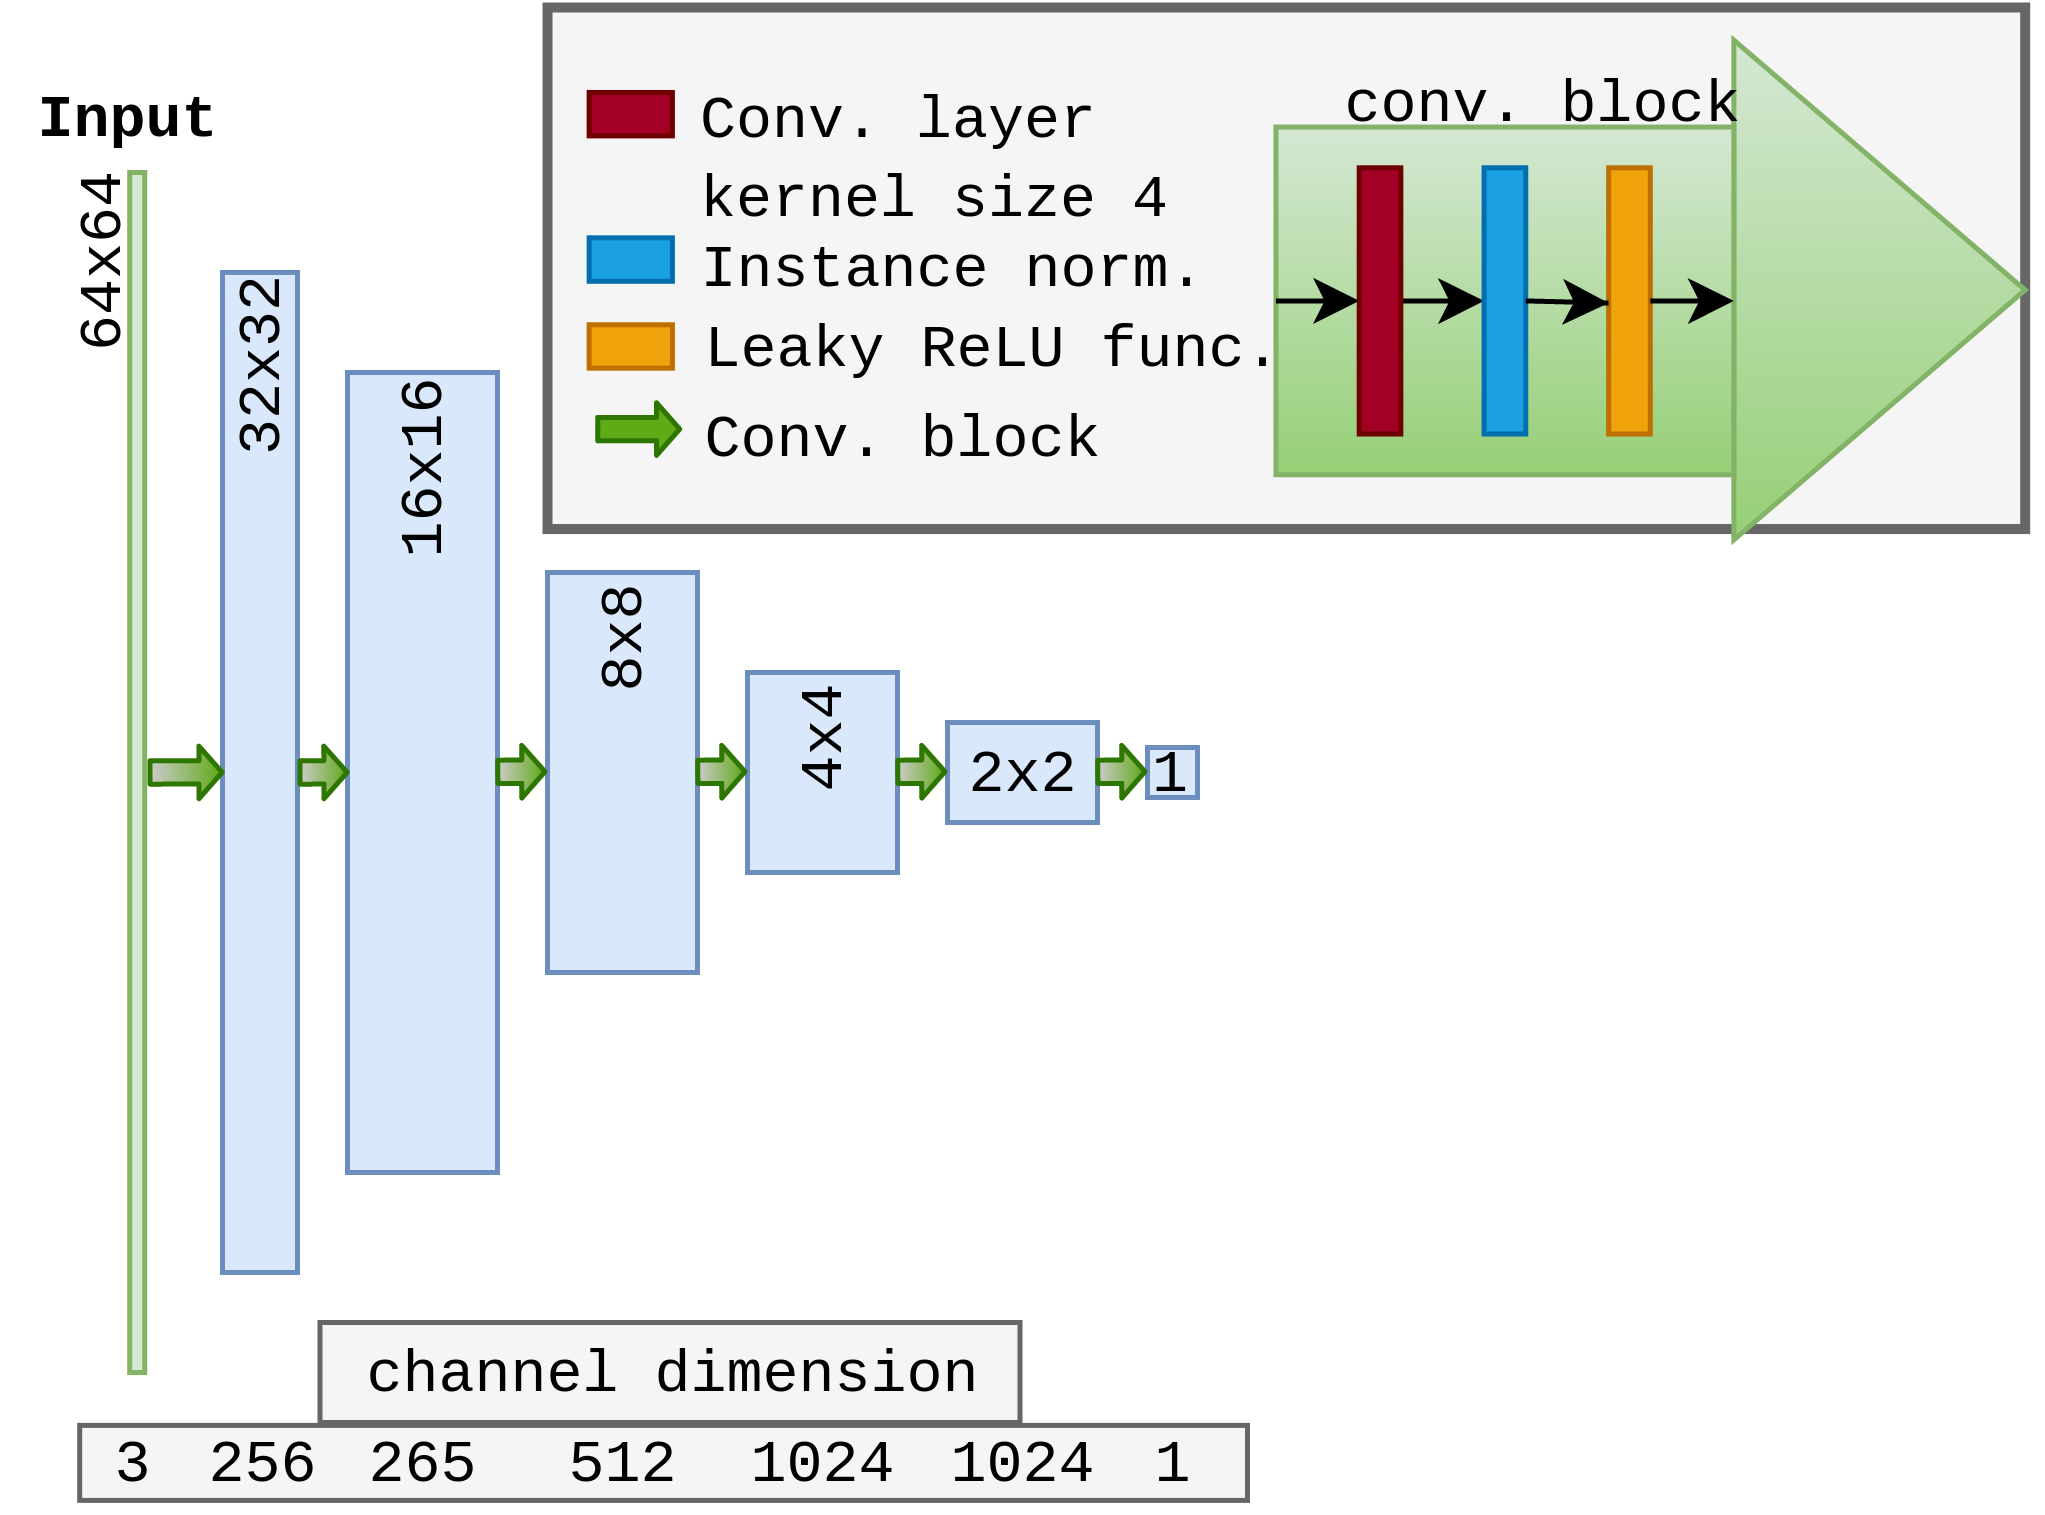 Input
64x64
32x32
16x16
8x8
4x4
2x2
1
Conv. layer
kernel size 4
Instance norm.
Leaky ReLU func.
Conv. block
conv. block
channel dimension
3 256 265 512 1024 1024 1